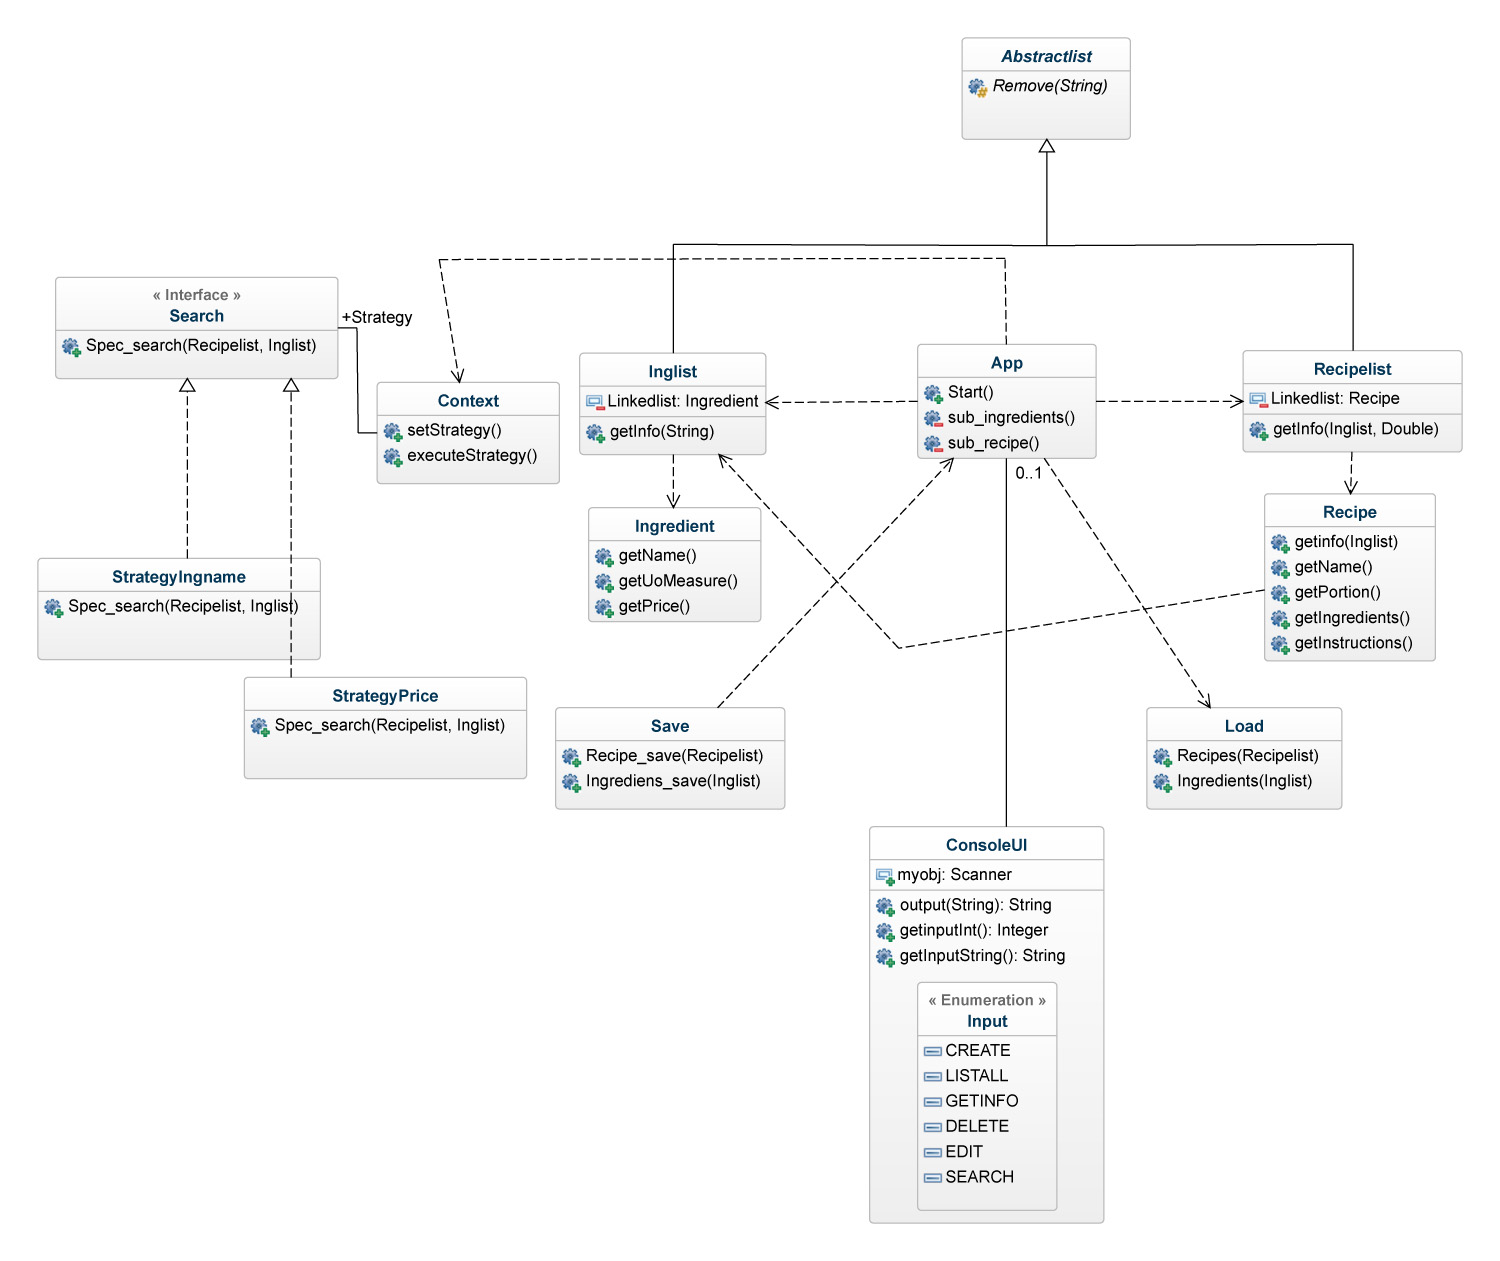 Abstractlist
Remove(String)
« Interface »
Search
Spec_search(Recipelist, Inglist)
+Strategy
Context
setStrategy()
executeStrategy()
Inglist
Linkedlist: Ingredient
getInfo(String)
App
Start()
sub_ingredients()
sub_recipe()
0..1
Recipelist
Linkedlist: Recipe
getInfo(Inglist, Double)
Ingredient
getName()
getUoMeasure()
getPrice()
Recipe
getinfo(Inglist)
getName()
getPortion()
getIngredients()
getInstructions()
StrategyIngname
Spec_search(Recipelist, Inglist)
StrategyPrice
Spec_search(Recipelist, Inglist)
Save
Recipe_save(Recipelist)
Ingrediens_save(Inglist)
Load
Recipes(Recipelist)
Ingredients(Inglist)
ConsoleUI
myobj: Scanner
output(String): String
getinputInt(): Integer
getInputString(): String
« Enumeration »
Input
CREATE
LISTALL
GETINFO
DELETE
EDIT
SEARCH